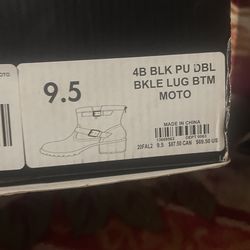 MOTO
9.5
4B BLK PU DBL
BKLE LUG BTM
MOTO
MADE IN CHINA
20FAL2 9.5 $87.50 CAN $69.50 US